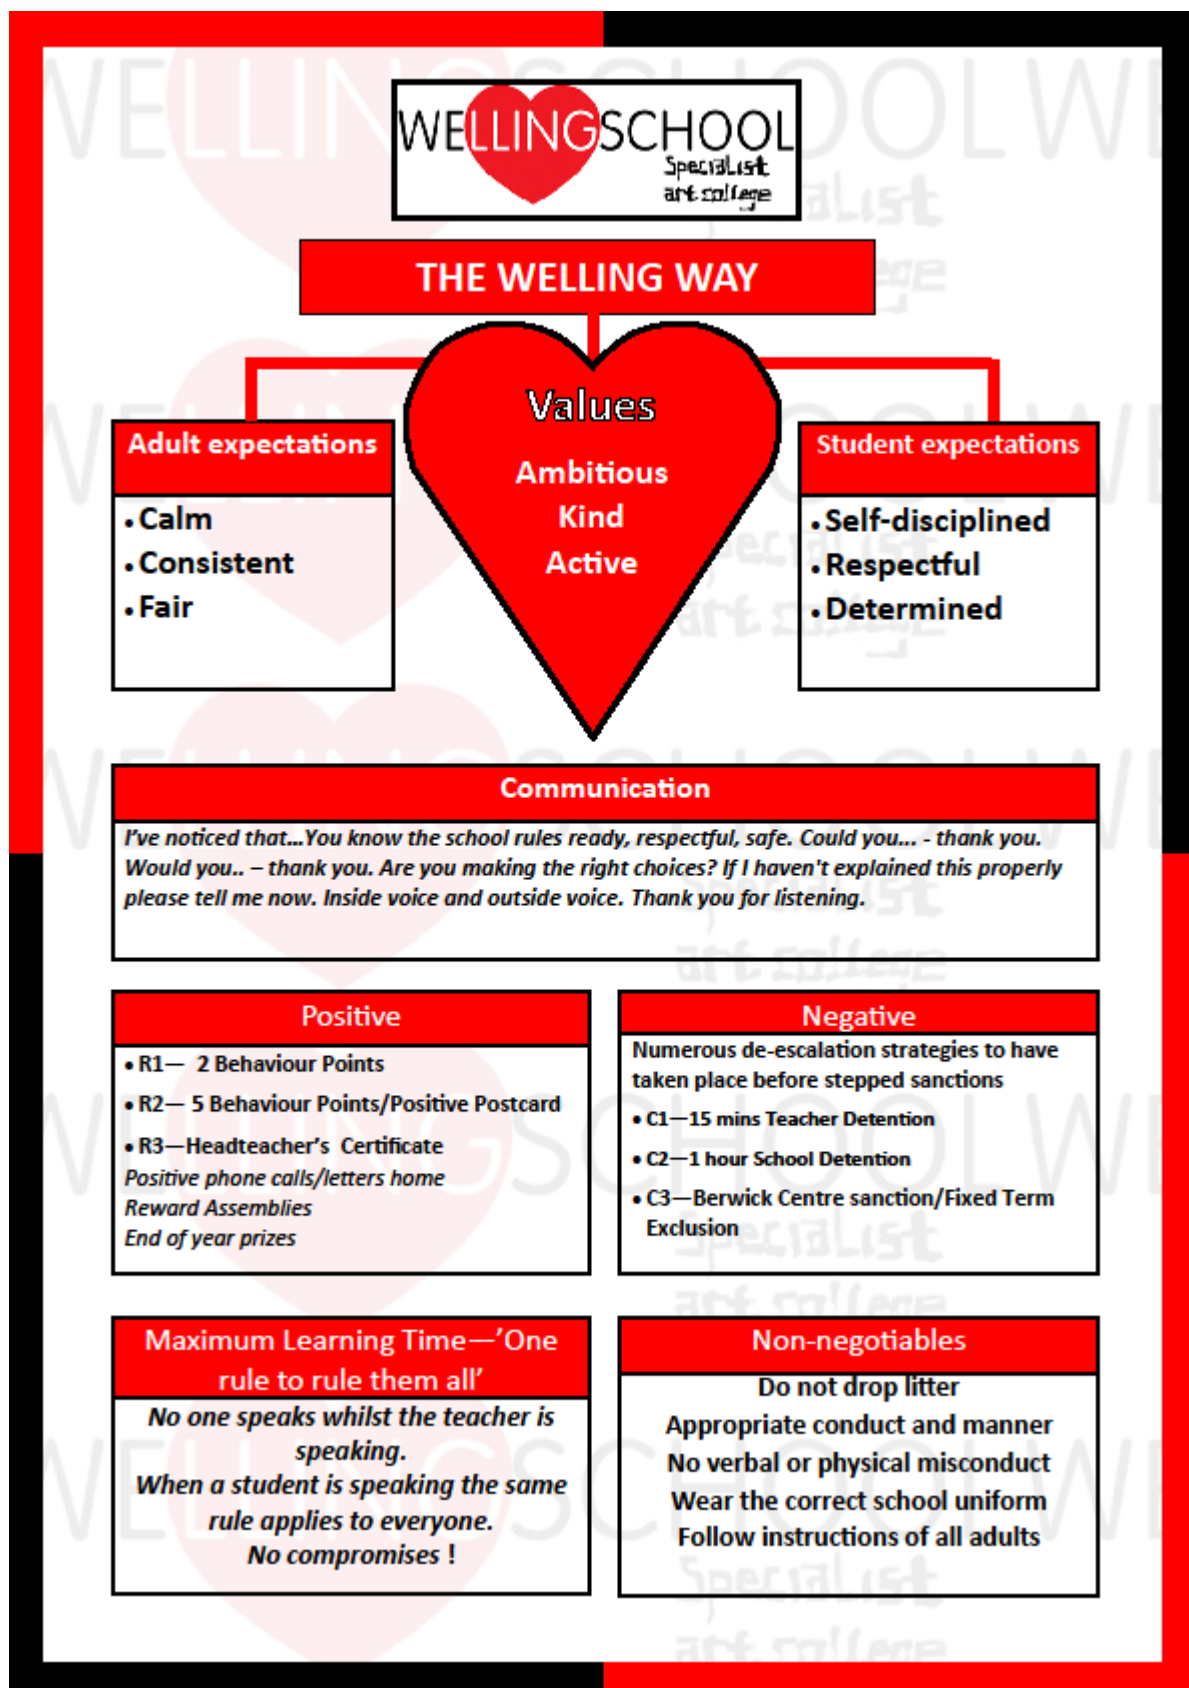 WELLINGSCHOOL
Specialist
art college
THE WELLING WAY
Values
Ambitious
Kind
Active
Adult expectations
• Calm
• Consistent
• Fair
Student expectations
• Self-disciplined
• Respectful
• Determined
Communication
I've noticed that...You know the school rules ready, respectful, safe. Could you... - thank you.
Would you.. – thank you. Are you making the right choices? If I haven't explained this properly
please tell me now. Inside voice and outside voice. Thank you for listening.
Positive
• R1— 2 Behaviour Points
• R2— 5 Behaviour Points/Positive Postcard
• R3—Headteacher's Certificate
Positive phone calls/letters home
Reward Assemblies
End of year prizes
Negative
Numerous de-escalation strategies to have
taken place before stepped sanctions
• C1—15 mins Teacher Detention
• C2—1 hour School Detention
• C3—Berwick Centre sanction/Fixed Term
Exclusion
Maximum Learning Time—'One
rule to rule them all'
No one speaks whilst the teacher is
speaking.
When a student is speaking the same
rule applies to everyone.
No compromises !
Non-negotiables
Do not drop litter
Appropriate conduct and manner
No verbal or physical misconduct
Wear the correct school uniform
Follow instructions of all adults